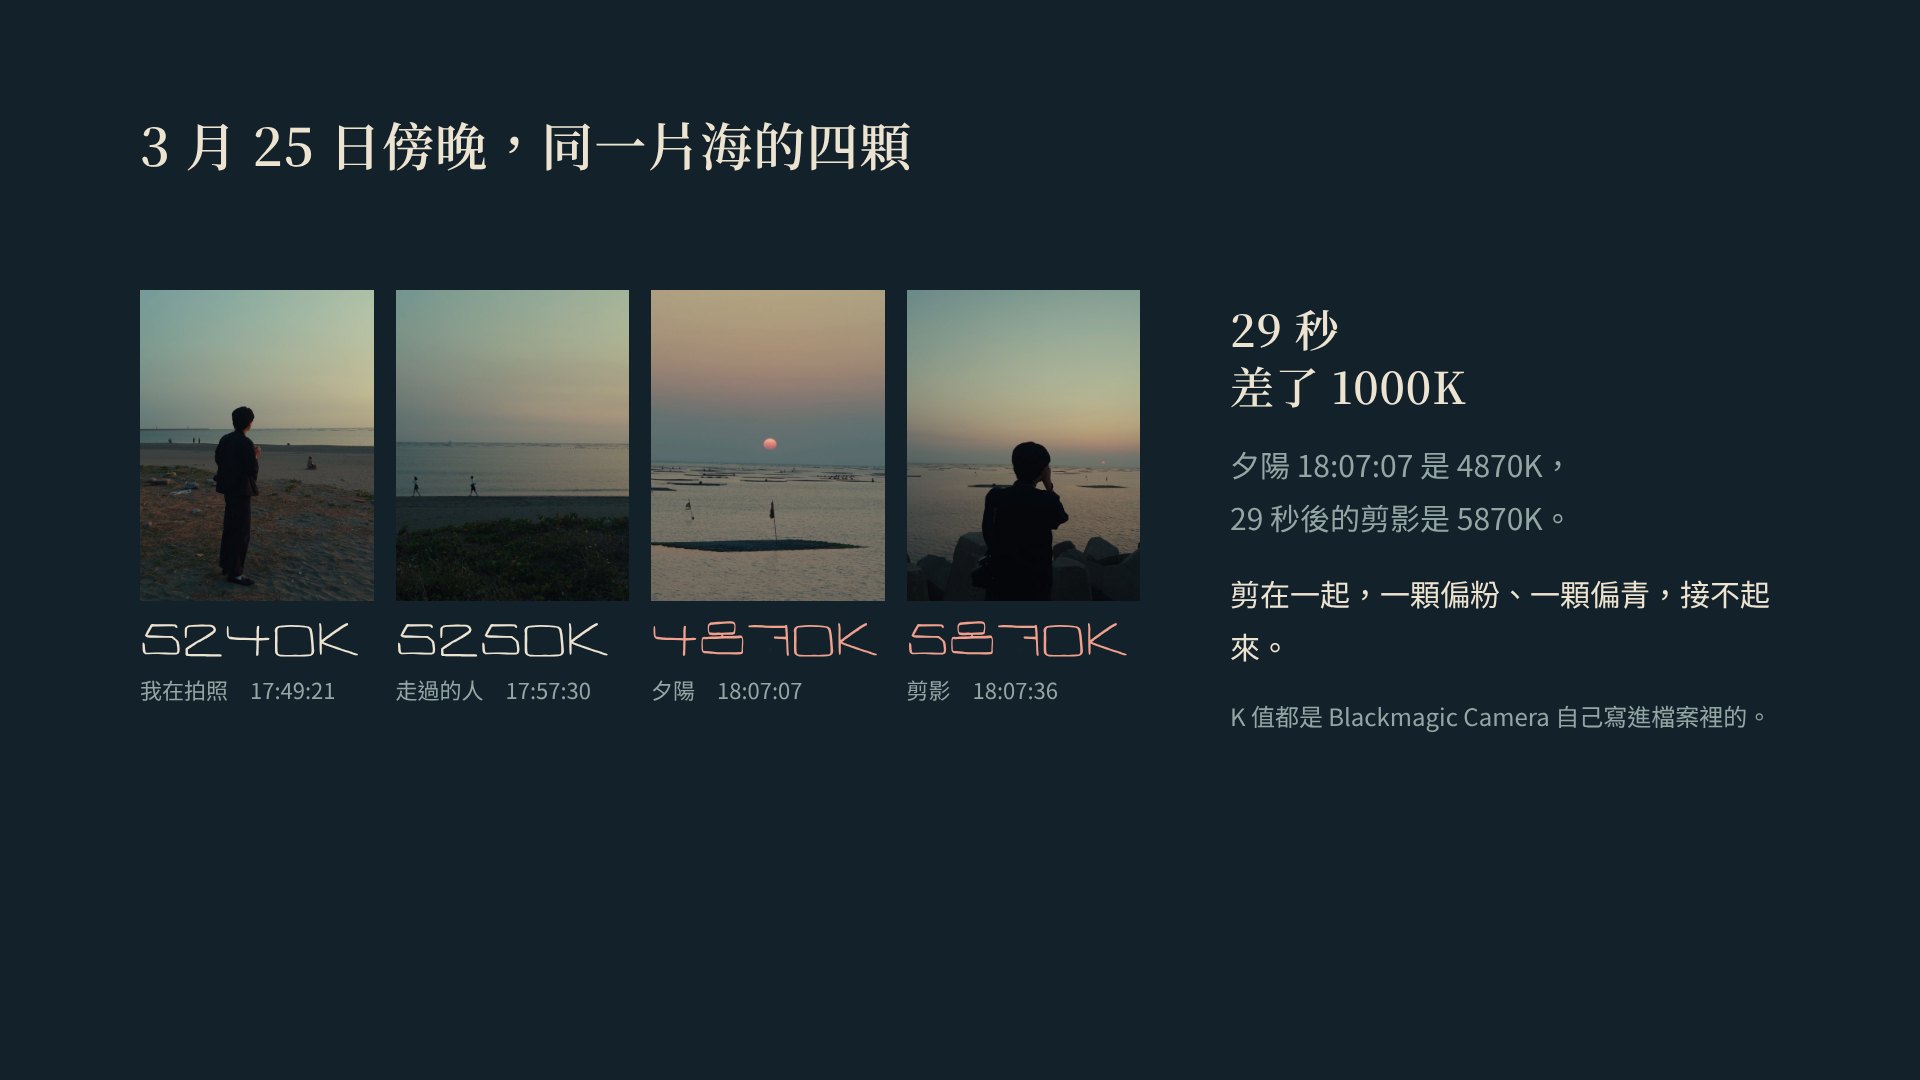 3 月 25 日傍晚，同一片海的四顆
5240K
我在拍照 17:49:21
5250K
走過的人 17:57:30
4870K
夕陽 18:07:07
5870K
剪影 18:07:36
29 秒
差了 1000K
夕陽 18:07:07 是 4870K，
29 秒後的剪影是 5870K。
剪在一起，一顆偏粉、一顆偏青，接不起
來。
K 值都是 Blackmagic Camera 自己寫進檔案裡的。